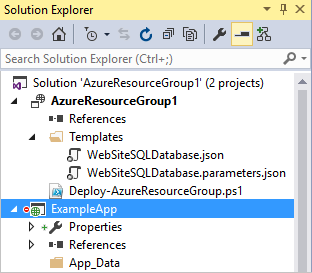 Solution Explorer
Search Solution Explorer (Ctrl+;)
Solution 'AzureResourceGroup1' (2 projects)
AzureResourceGroup1
References
Templates
WebSiteSQLDatabase.json
WebSiteSQLDatabase.parameters.json
Deploy-AzureResourceGroup.ps1
ExampleApp
Properties
References
App_Data